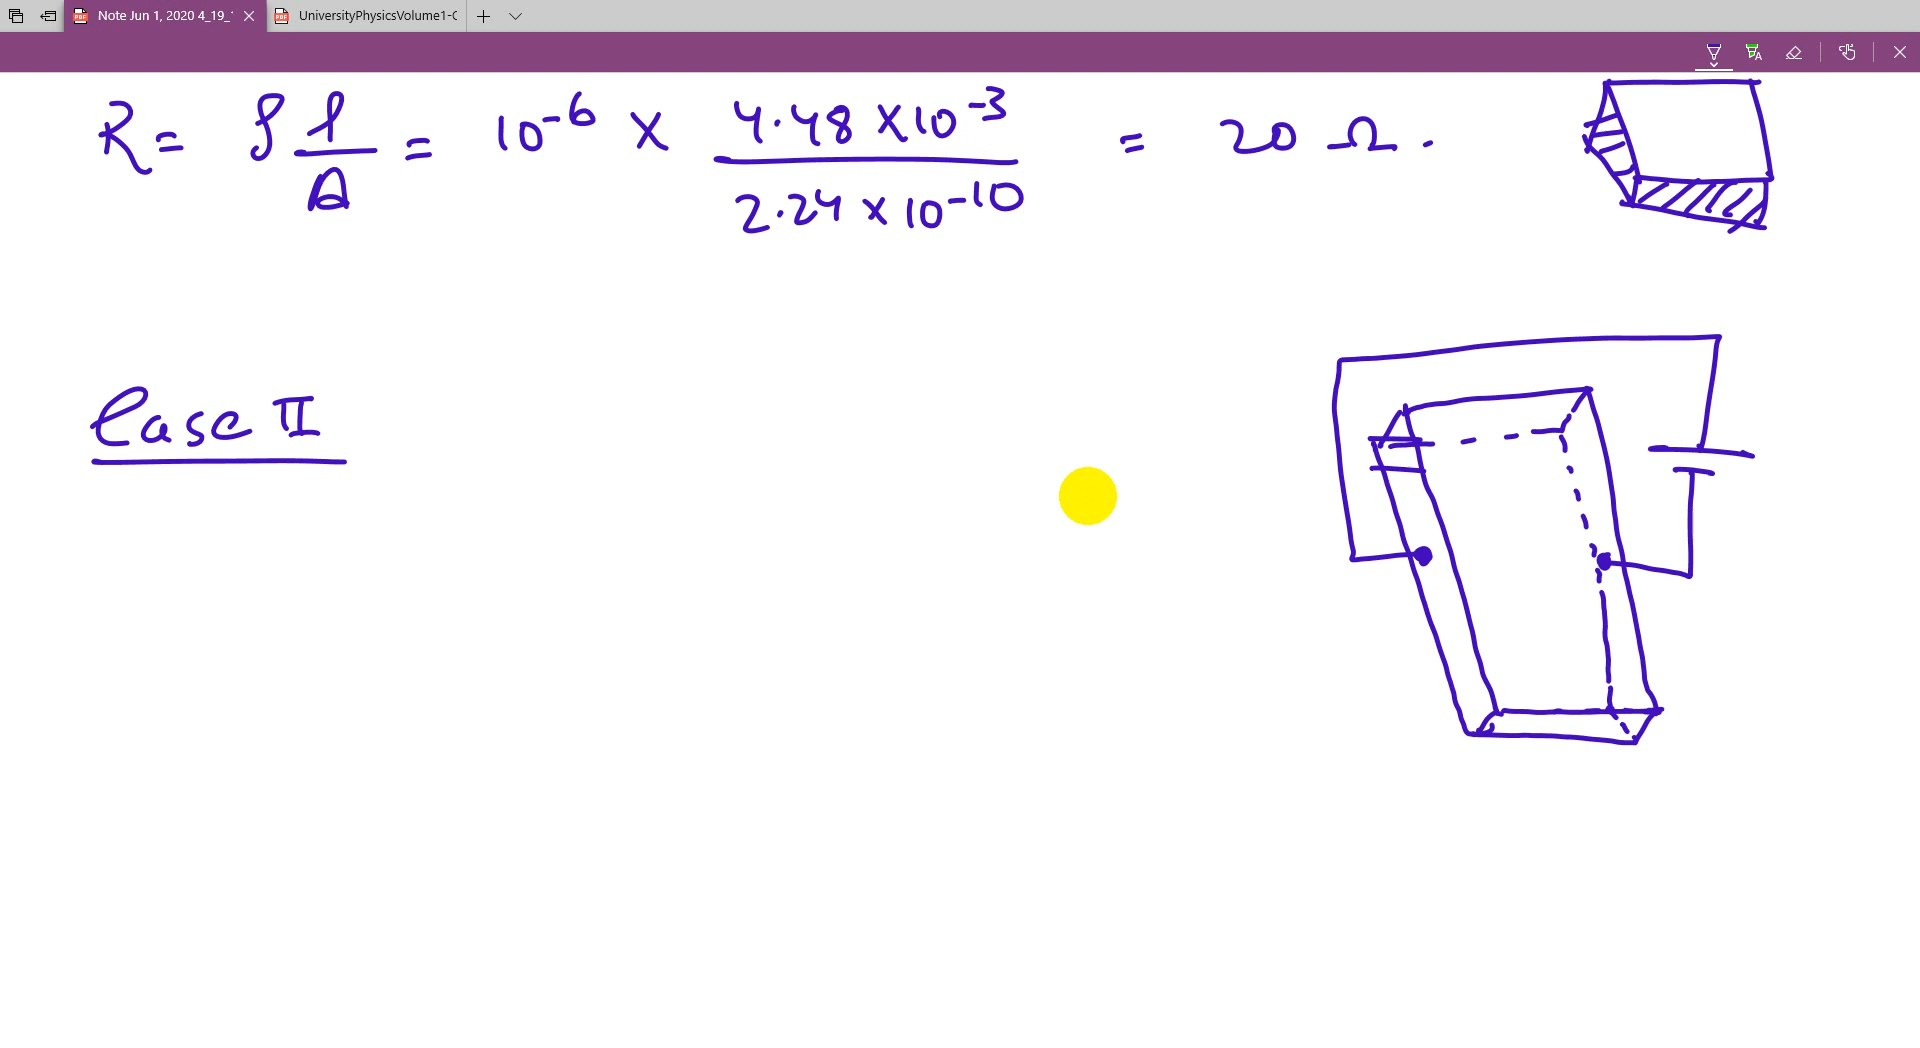 Note Jun 1, 2020 4_19_
UniversityPhysicsVolume1-
R = ρ l/A = 10⁻⁶ × 4.48 × 10⁻³ / 2.24 × 10⁻¹⁰ = 20 Ω.
Case II